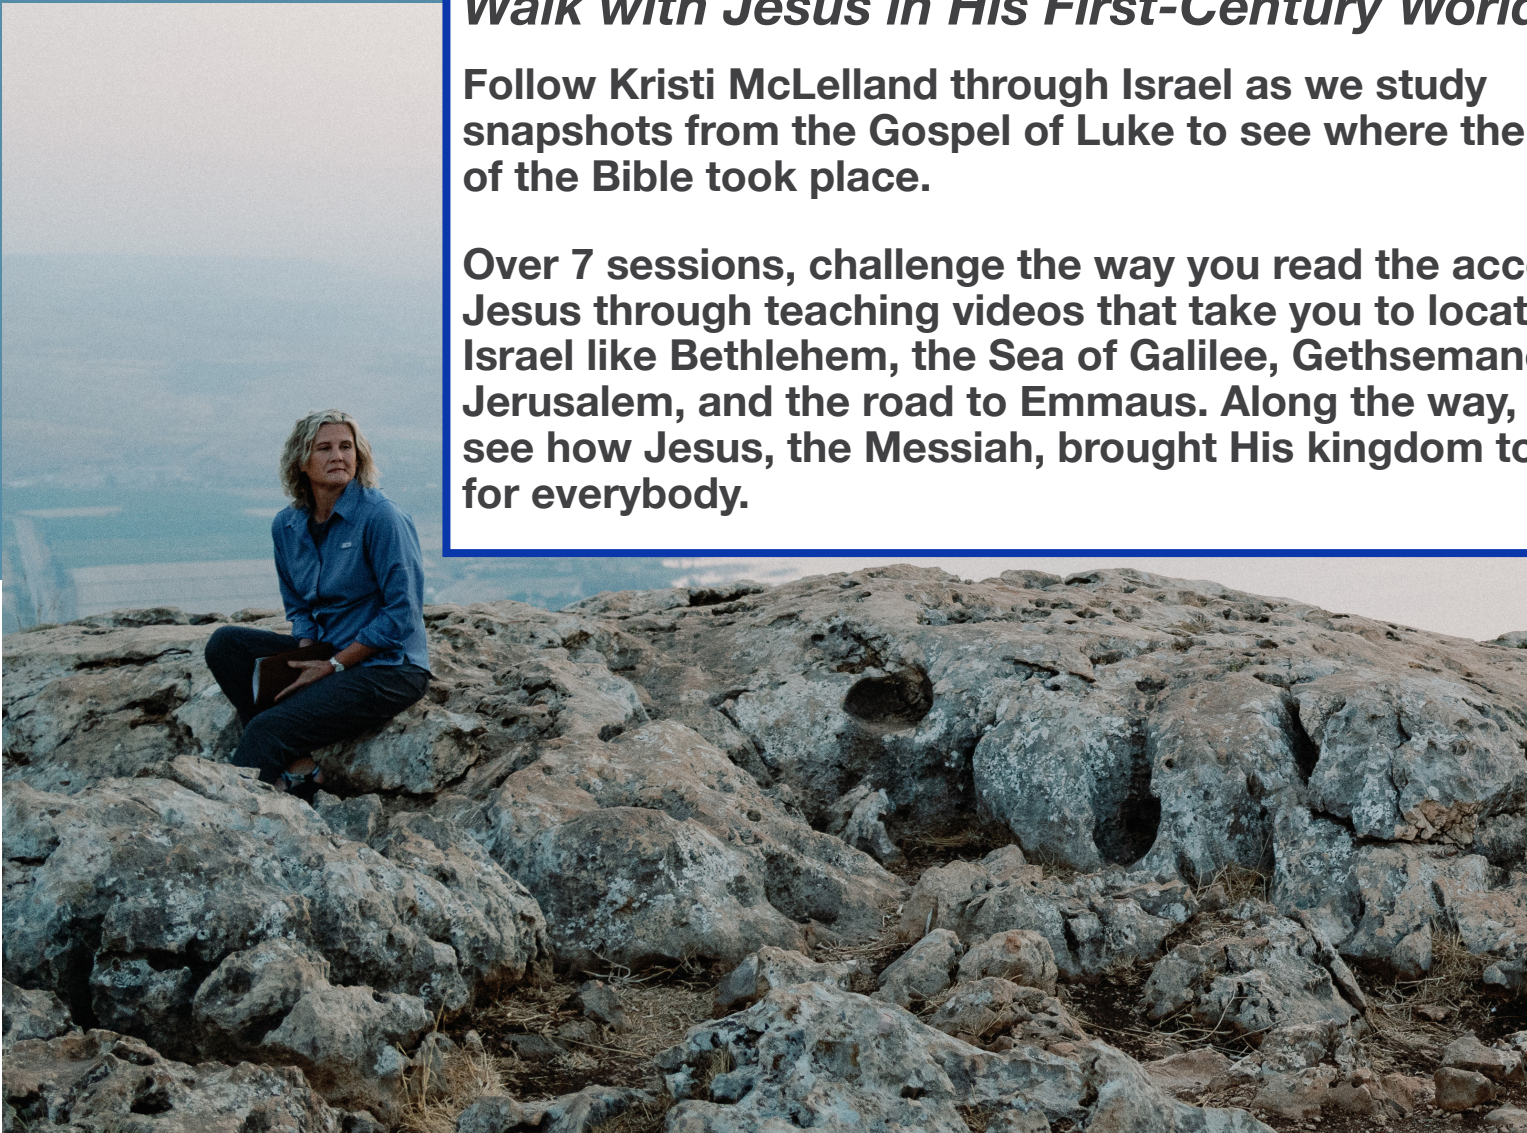 Walk with Jesus in His First-Century World
Follow Kristi McLelland through Israel as we study
snapshots from the Gospel of Luke to see where the
of the Bible took place.
Over 7 sessions, challenge the way you read the
Jesus through teaching videos that take you to
Israel like Bethlehem, the Sea of Galilee,
Jerusalem, and the road to Emmaus. Along the way,
see how Jesus, the Messiah, brought His kingdom to
for everybody.